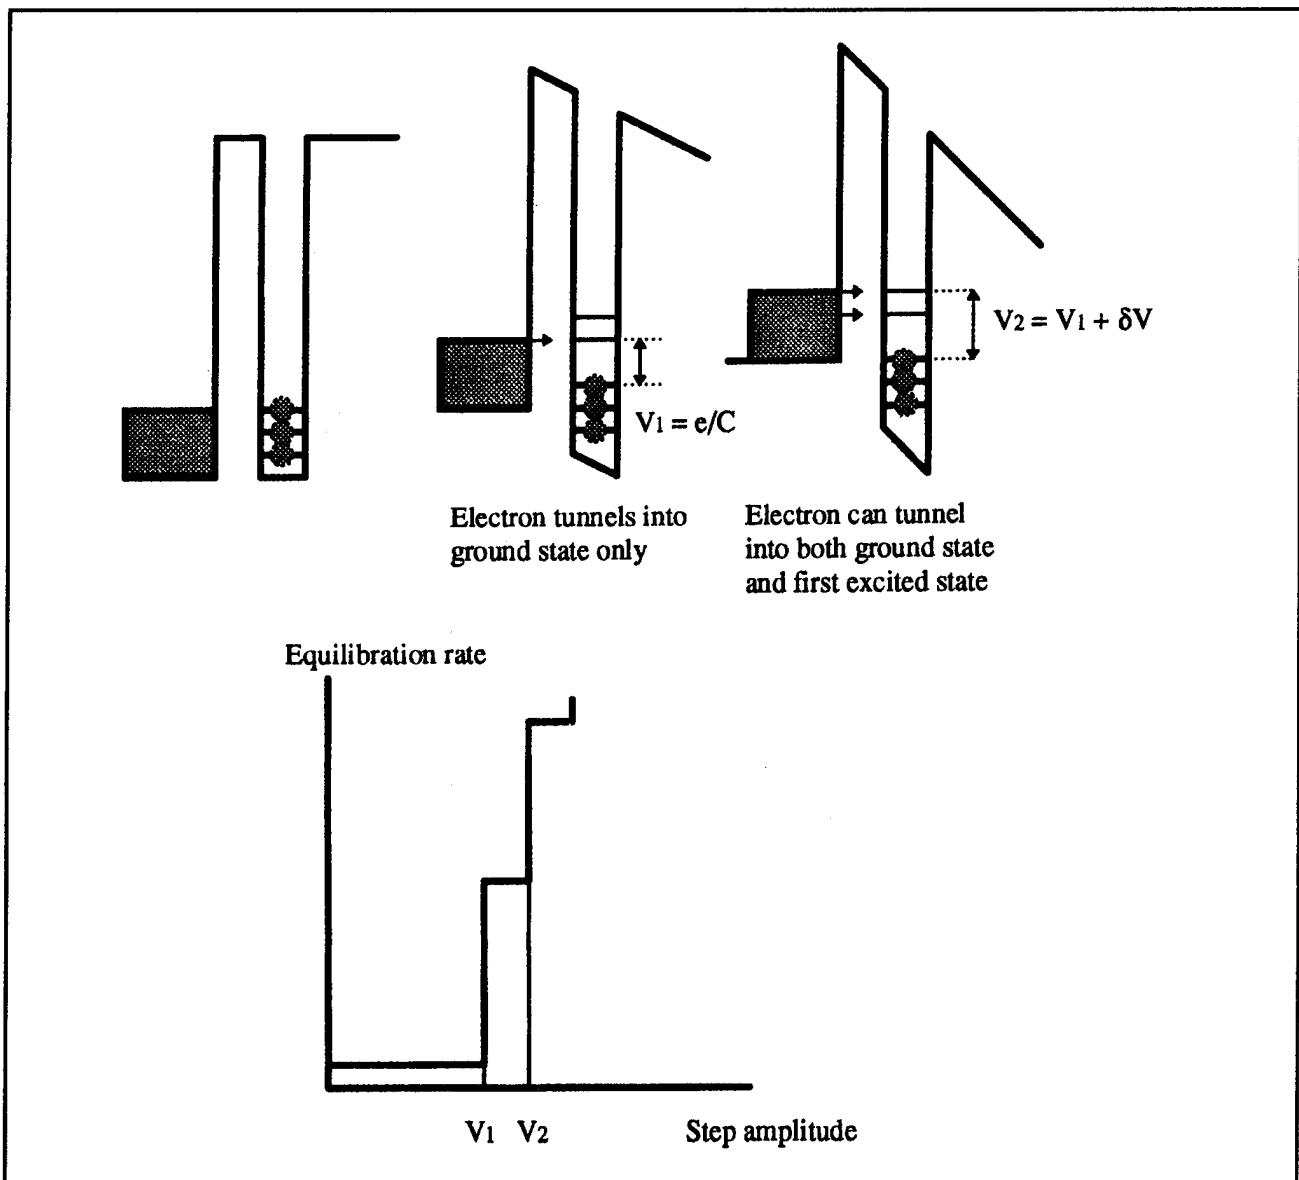 V2 = V1 + δV
V1 = e/C
Electron tunnels into
ground state only
Electron can tunnel
into both ground state
and first excited state
Equilibration rate
V1 V2
Step amplitude